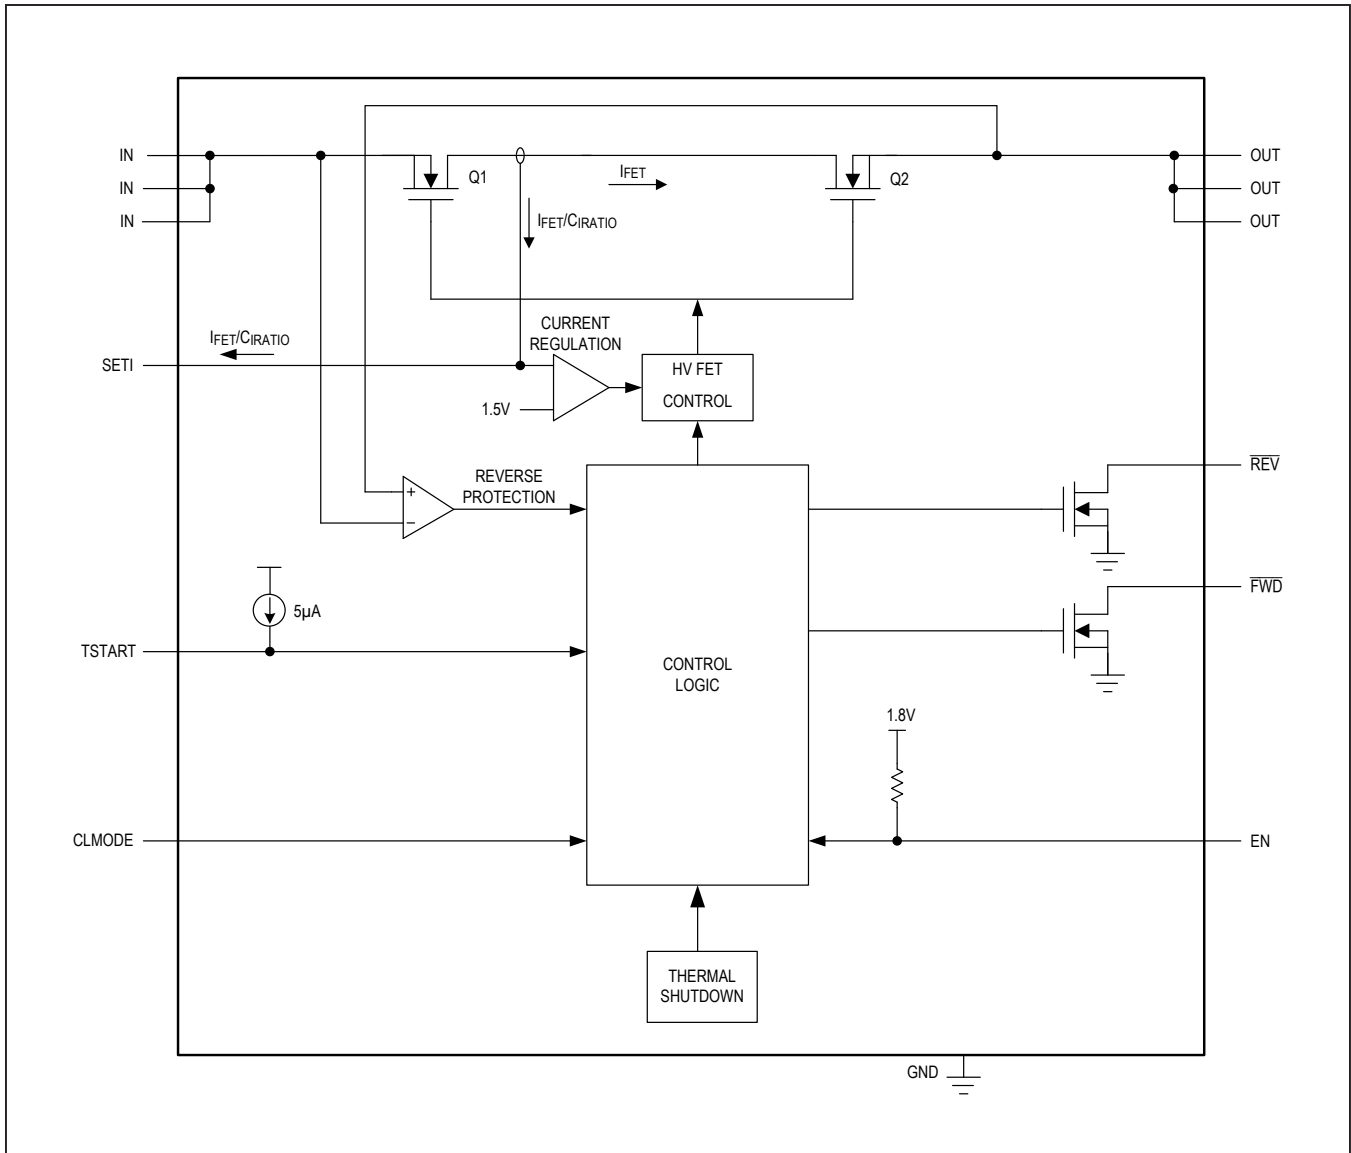 IN
IN
IN
Q1
IFET
Q2
OUT
OUT
OUT
IFET/CIRATIO
IFET/CIRATIO
SETI
CURRENT
REGULATION
1.5V
HV FET
CONTROL
REVERSE
PROTECTION
+
−
REV
FWD
5µA
TSTART
CONTROL
LOGIC
1.8V
CLMODE
EN
THERMAL
SHUTDOWN
GND